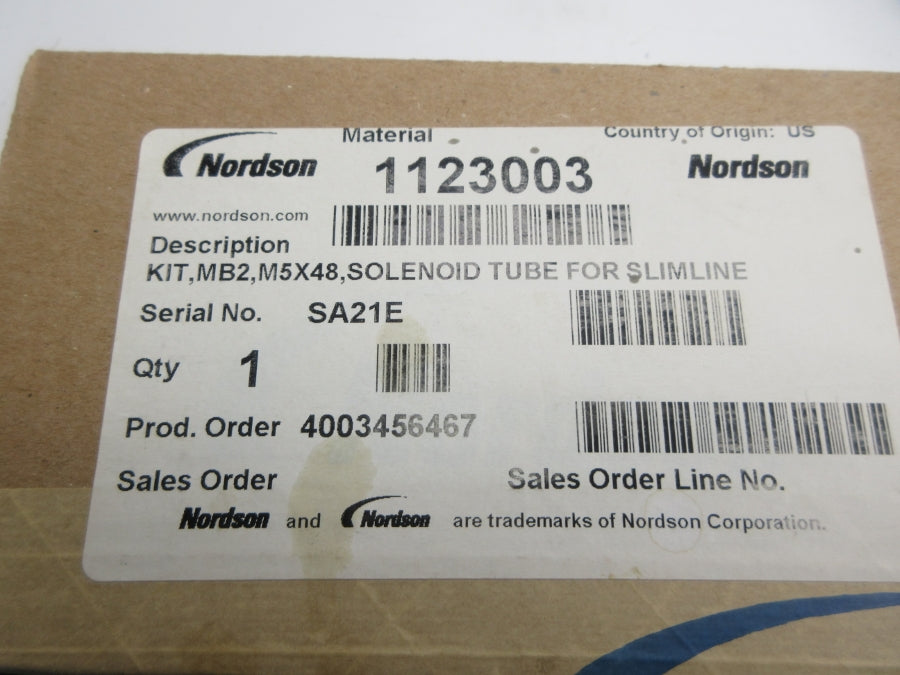 Material Country of Origin: US
Nordson 1123003 Nordson
www.nordson.com
Description
KIT,MB2,M5X48,SOLENOID TUBE FOR SLIMLINE
Serial No. SA21E
Qty 1
Prod. Order 4003456467
Sales Order Sales Order Line No.
Nordson and Nordson are trademarks of Nordson Corporation.